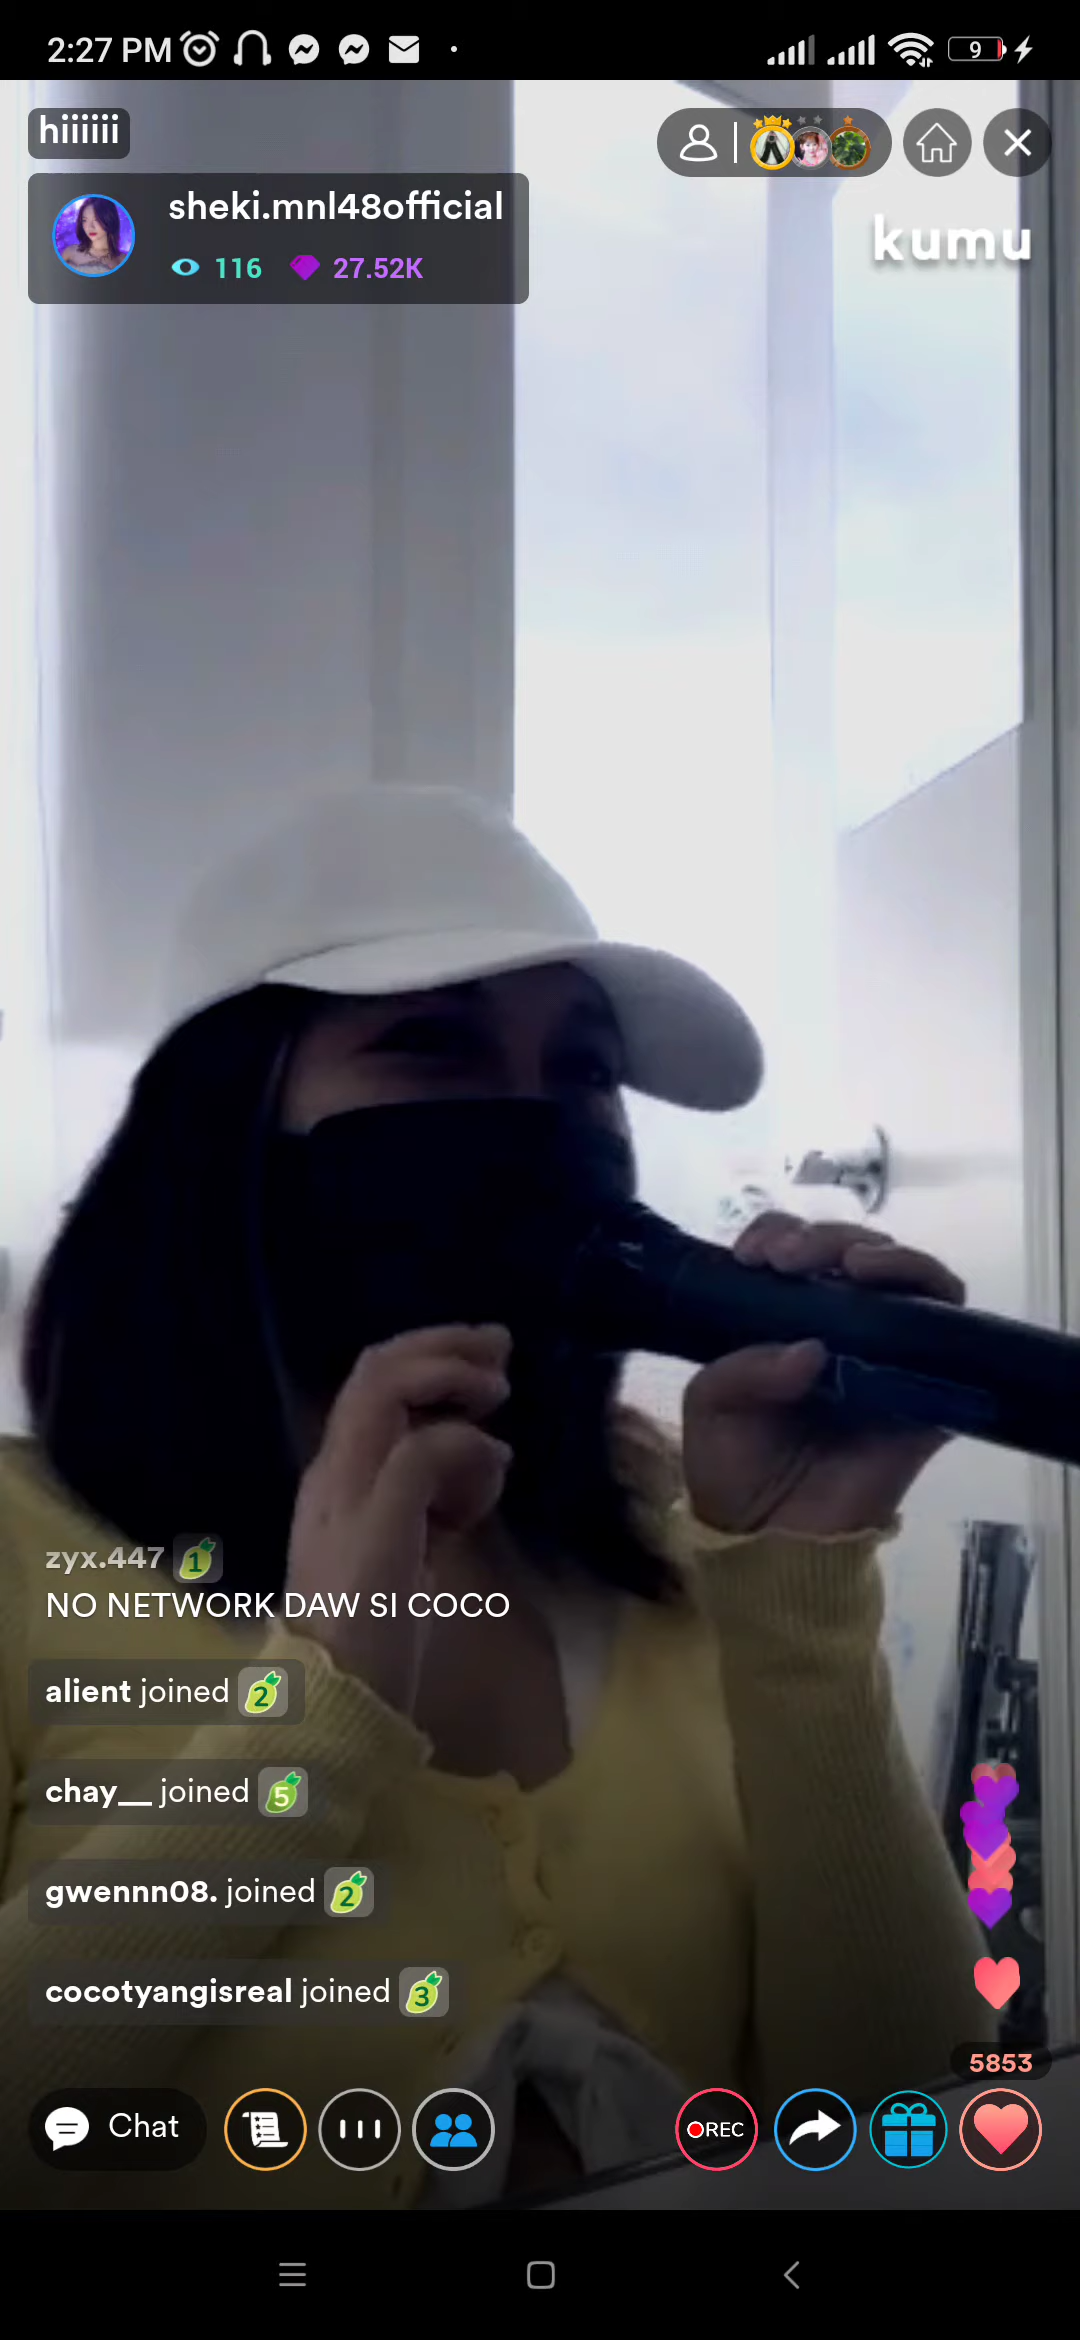 2:27 PM
9
hiiiiii
sheki.mnl48official
116 27.52K
kumu
zyx.447 1
NO NETWORK DAW SI COCO
alient joined 2
chay__ joined 5
gwennn08. joined 2
cocotyangisreal joined 3
5853
Chat
REC